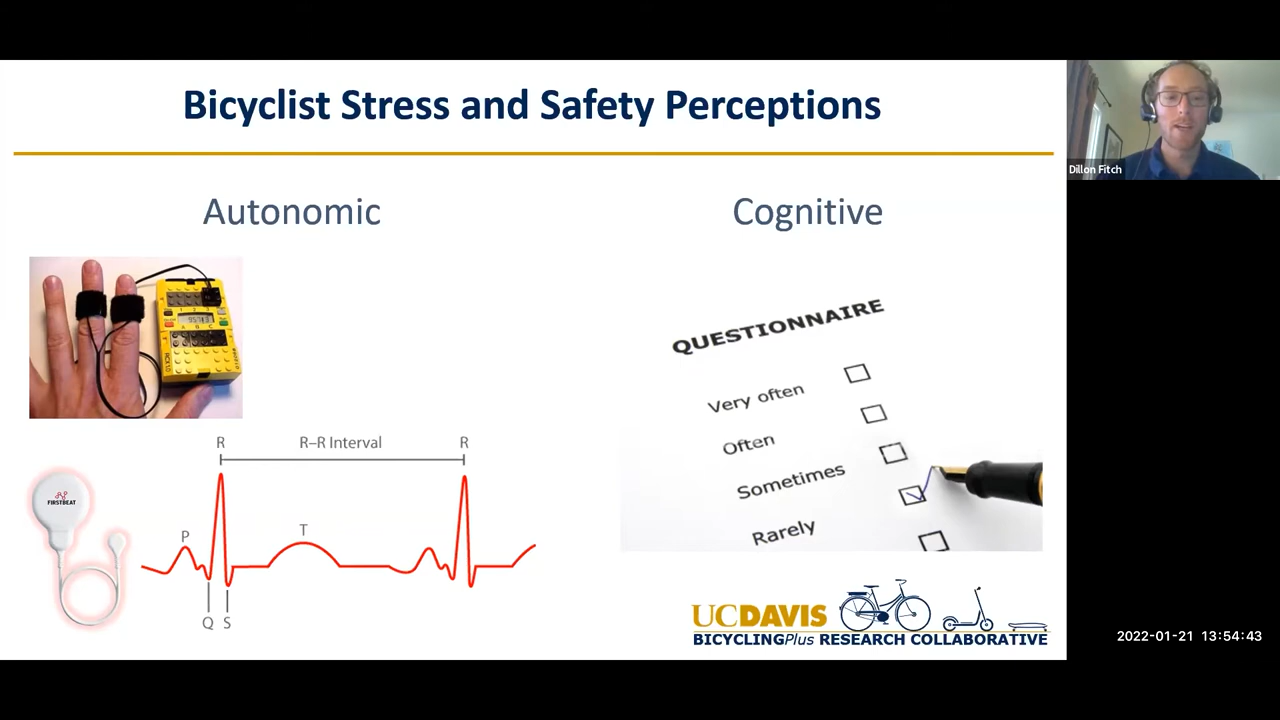 Bicyclist Stress and Safety Perceptions
Dillon Fitch
Autonomic
Cognitive
R
R–R Interval
R
P
T
Q
S
FIRSTBEAT
QUESTIONNAIRE
Very often
Often
Sometimes
Rarely
UCDAVIS
BICYCLINGPlus RESEARCH COLLABORATIVE
2022-01-21 13:54:43